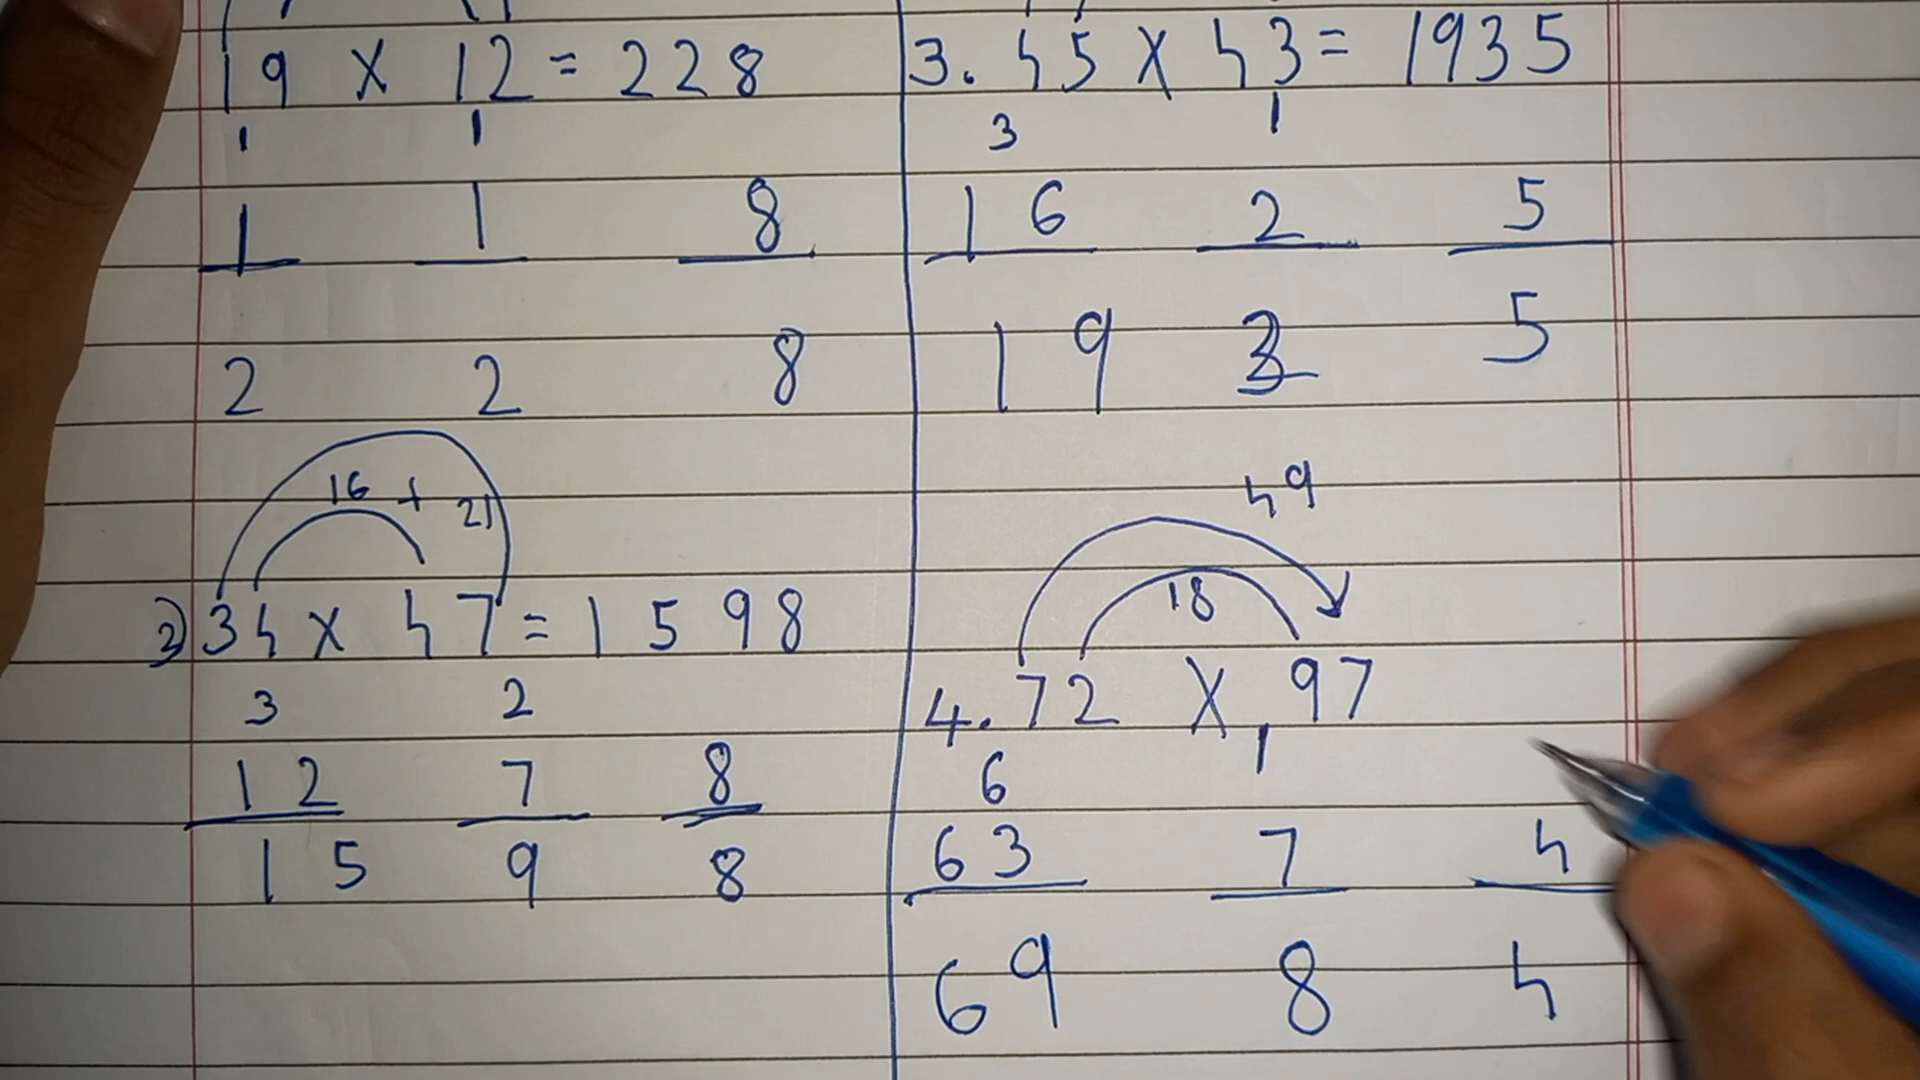 19 X 12 = 228
1 1
1 1 8
2 2 8
16 + 21
2) 34 x 47 = 1598
3 2
12 7 8
15 9 8
3. 45 X 43 = 1935
3 1
16 2 5
19 3 5
49
18
4. 72 X 97
6 1
63 7 4
69 8 4